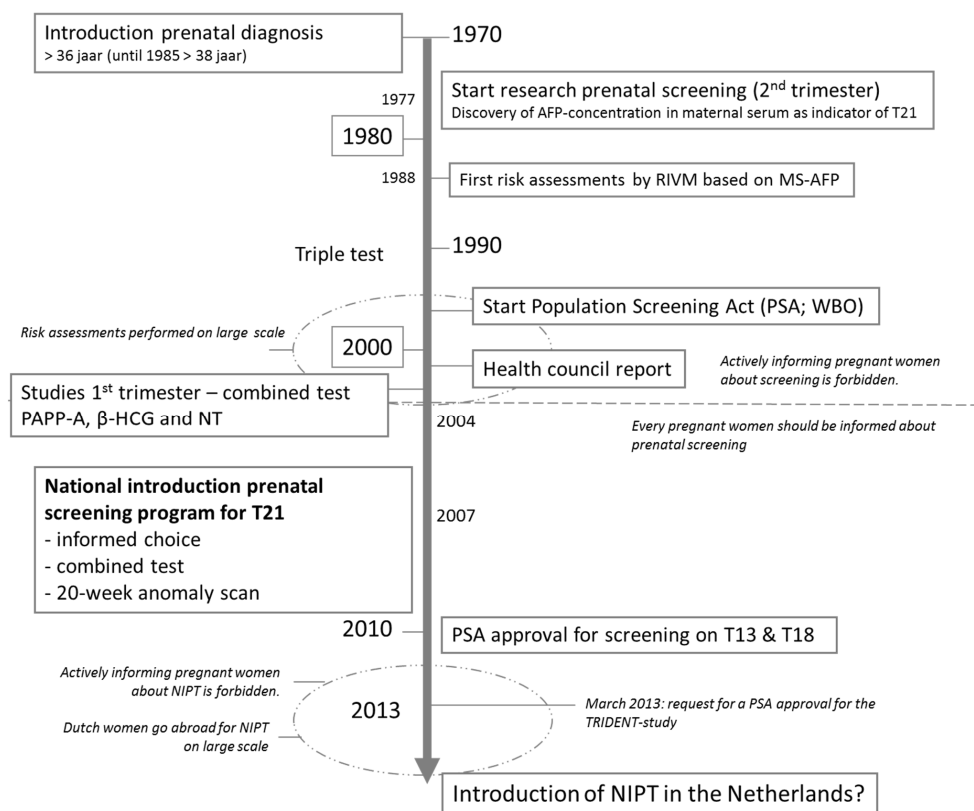 Introduction prenatal diagnosis
> 36 jaar (until 1985 > 38 jaar)
1970
Start research prenatal screening (2nd trimester)
Discovery of AFP-concentration in maternal serum as indicator of T21
1977
1980
1988
First risk assessments by RIVM based on MS-AFP
1990
Triple test
Start Population Screening Act (PSA; WBO)
Risk assessments performed on large scale
2000
Health council report
Actively informing pregnant women
about screening is forbidden.
Studies 1st trimester – combined test
PAPP-A, β-HCG and NT
2004
Every pregnant women should be informed about
prenatal screening
National introduction prenatal
screening program for T21
- informed choice
- combined test
- 20-week anomaly scan
2007
2010
PSA approval for screening on T13 & T18
Actively informing pregnant women
about NIPT is forbidden.
2013
March 2013: request for a PSA approval for the
TRIDENT-study
Dutch women go abroad for NIPT
on large scale
Introduction of NIPT in the Netherlands?